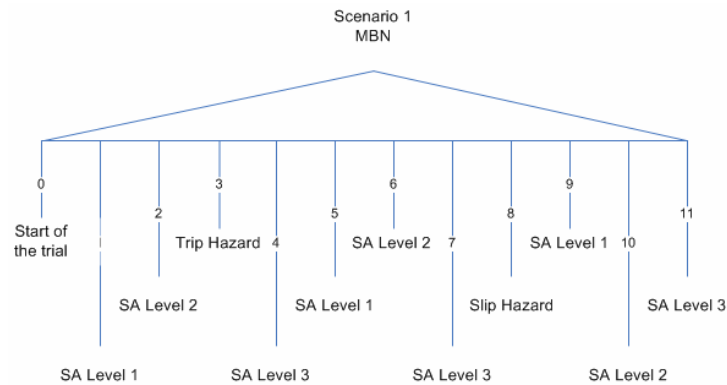 Scenario 1
MBN
0
3
6
9
2
5
8
11
1
4
7
10
Start of
the trial
Trip Hazard
SA Level 2
SA Level 1
SA Level 2
SA Level 1
Slip Hazard
SA Level 3
SA Level 1
SA Level 3
SA Level 3
SA Level 2